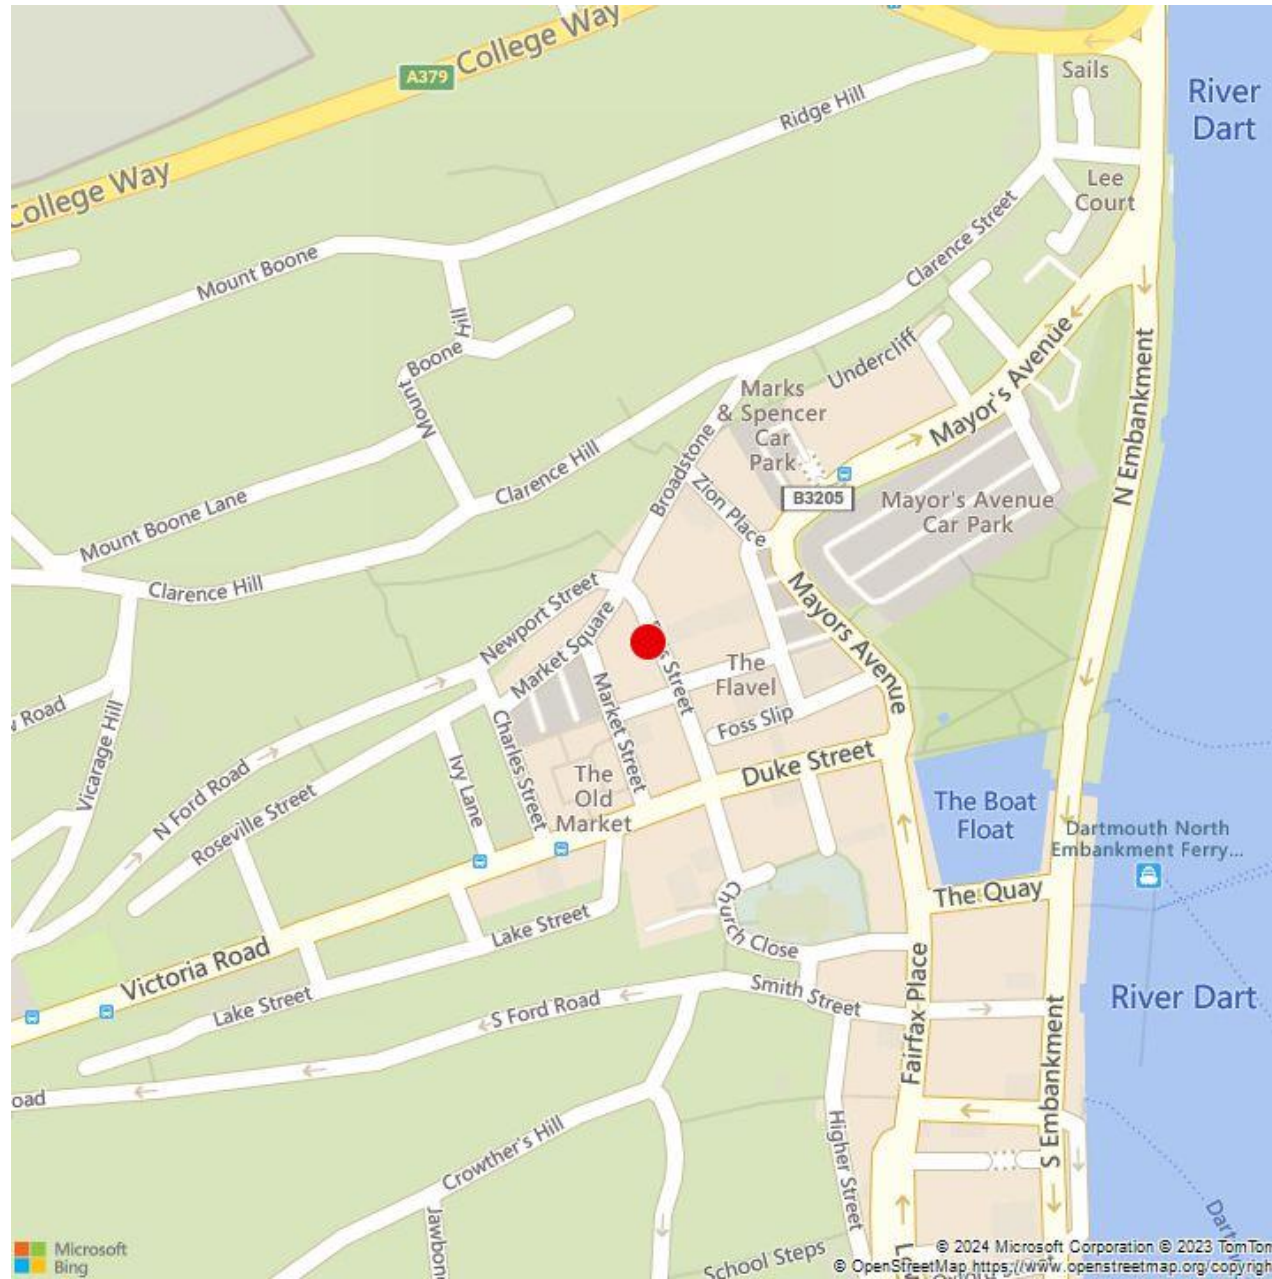 College Way
A379
College Way
Ridge Hill
Sails
River
Dart
Lee
Court
Clarence Street
Mount Boone
Hill
Boone
Mount
Undercliff
Mayor's Avenue
N Embankment
Marks
& Spencer
Car
Park
Broadstone
Zion Place
B3205
Mayor's Avenue
Car Park
Clarence Hill
Mount Boone Lane
Clarence Hill
Newport Street
Market Square
Mayors Avenue
Street
The
Flavel
Market Street
Foss Slip
Charles Street
Road
Vicarage Hill
N Ford Road
Roseville Street
Ivy Lane
The
Old
Market
Duke Street
The Boat
Float
Dartmouth North
Embankment Ferry...
The Quay
Church Close
Lake Street
Victoria Road
Lake Street
S Ford Road
Smith Street
Fairfax Place
River Dart
S Embankment
oad
Crowther's Hill
Higher Street
Jawbon
School Steps
Dart
Microsoft
Bing
© 2024 Microsoft Corporation © 2023 TomTom
© OpenStreetMap https://www.openstreetmap.org/copyrigh